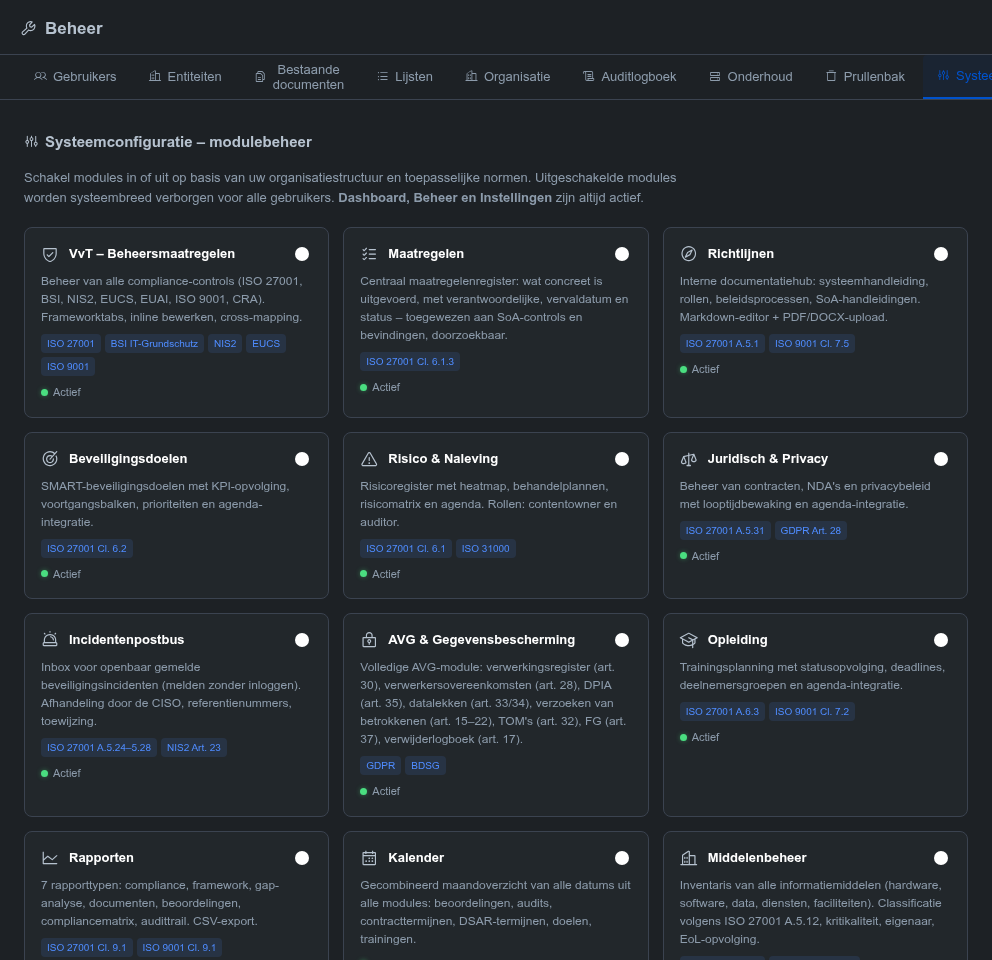 Beheer
Gebruikers
Entiteiten
Bestaande
documenten
Lijsten
Organisatie
Auditlogboek
Onderhoud
Prullenbak
Systeemconfiguratie – modulebeheer
Schakel modules in of uit op basis van uw organisatiestructuur en toepasselijke normen. Uitgeschakelde modules
worden systeembreed verborgen voor alle gebruikers. Dashboard, Beheer en Instellingen zijn altijd actief.
VvT – Beheersmaatregelen
Beheer van alle compliance-controls (ISO 27001,
BSI, NIS2, EUCS, EUAI, ISO 9001, CRA).
Frameworktabs, inline bewerken, cross-mapping.
ISO 27001 BSI IT-Grundschutz NIS2 EUCS
ISO 9001
Actief
Maatregelen
Centraal maatregelenregister: wat concreet is
uitgevoerd, met verantwoordelijke, vervaldatum en
status – toegewezen aan SoA-controls en
bevindingen, doorzoekbaar.
ISO 27001 Cl. 6.1.3
Actief
Richtlijnen
Interne documentatiehub: systeemhandleiding,
rollen, beleidsprocessen, SoA-handleidingen.
Markdown-editor + PDF/DOCX-upload.
ISO 27001 A.5.1 ISO 9001 Cl. 7.5
Actief
Beveiligingsdoelen
SMART-beveiligingsdoelen met KPI-opvolging,
voortgangsbalken, prioriteiten en agenda-
integratie.
ISO 27001 Cl. 6.2
Actief
Risico & Naleving
Risicoregister met heatmap, behandelplannen,
risicomatrix en agenda. Rollen: contentowner en
auditor.
ISO 27001 Cl. 6.1 ISO 31000
Actief
Juridisch & Privacy
Beheer van contracten, NDA's en privacybeleid
met looptijdbewaking en agenda-integratie.
ISO 27001 A.5.31 GDPR Art. 28
Actief
Incidentenpostbus
Inbox voor openbaar gemelde
beveiligingsincidenten (melden zonder inloggen).
Afhandeling door de CISO, referentienummers,
toewijzing.
ISO 27001 A.5.24–5.28 NIS2 Art. 23
Actief
AVG & Gegevensbescherming
Volledige AVG-module: verwerkingsregister (art.
30), verwerkersovereenkomsten (art. 28), DPIA
(art. 35), datalekken (art. 33/34), verzoeken van
betrokkenen (art. 15–22), TOM's (art. 32), FG (art.
37), verwijderlogboek (art. 17).
GDPR BDSG
Actief
Opleiding
Trainingsplanning met statusopvolging, deadlines,
deelnemersgroepen en agenda-integratie.
ISO 27001 A.6.3 ISO 9001 Cl. 7.2
Actief
Rapporten
7 rapporttypen: compliance, framework, gap-
analyse, documenten, beoordelingen,
compliancematrix, audittrail. CSV-export.
ISO 27001 Cl. 9.1 ISO 9001 Cl. 9.1
Kalender
Gecombineerd maandoverzicht van alle datums uit
alle modules: beoordelingen, audits,
contracttermijnen, DSAR-termijnen, doelen,
trainingen.
Middelenbeheer
Inventaris van alle informatiemiddelen (hardware,
software, data, diensten, faciliteiten). Classificatie
volgens ISO 27001 A.5.12, kritikaliteit, eigenaar,
EoL-opvolging.